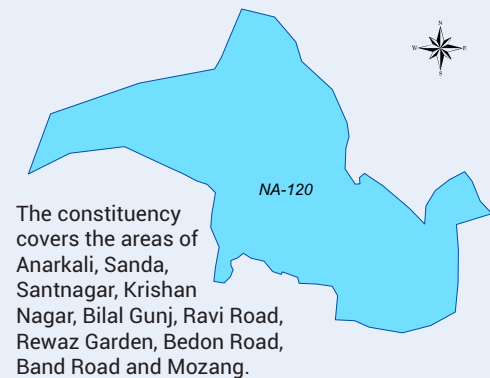 N
W E
S
NA-120
The constituency
covers the areas of
Anarkali, Sanda,
Santnagar, Krishan
Nagar, Bilal Gunj, Ravi Road,
Rewaz Garden, Bedon Road,
Band Road and Mozang.